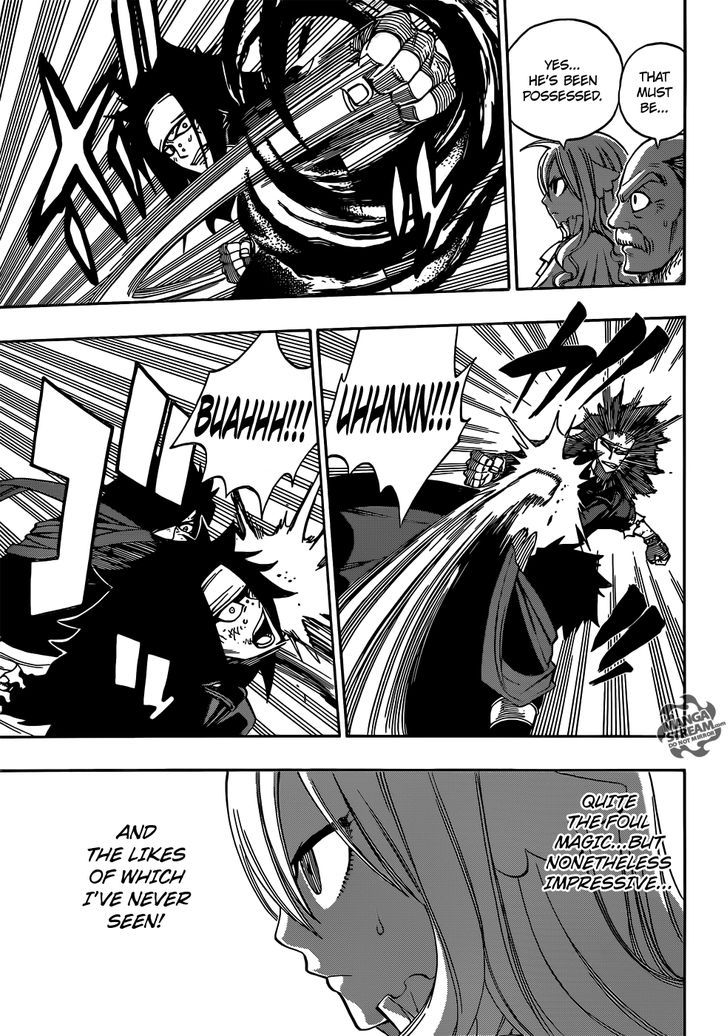 THAT
MUST
BE...
YES...
HE'S BEEN
POSSESSED.
UHHNNN!!!
BUAHHH!!!
MANGA
STREAM.com
DO NOT MIRROR
QUITE
THE FOUL
MAGIC...BUT
NONETHELESS
IMPRESSIVE...
AND
THE LIKES
OF WHICH
I'VE NEVER
SEEN!